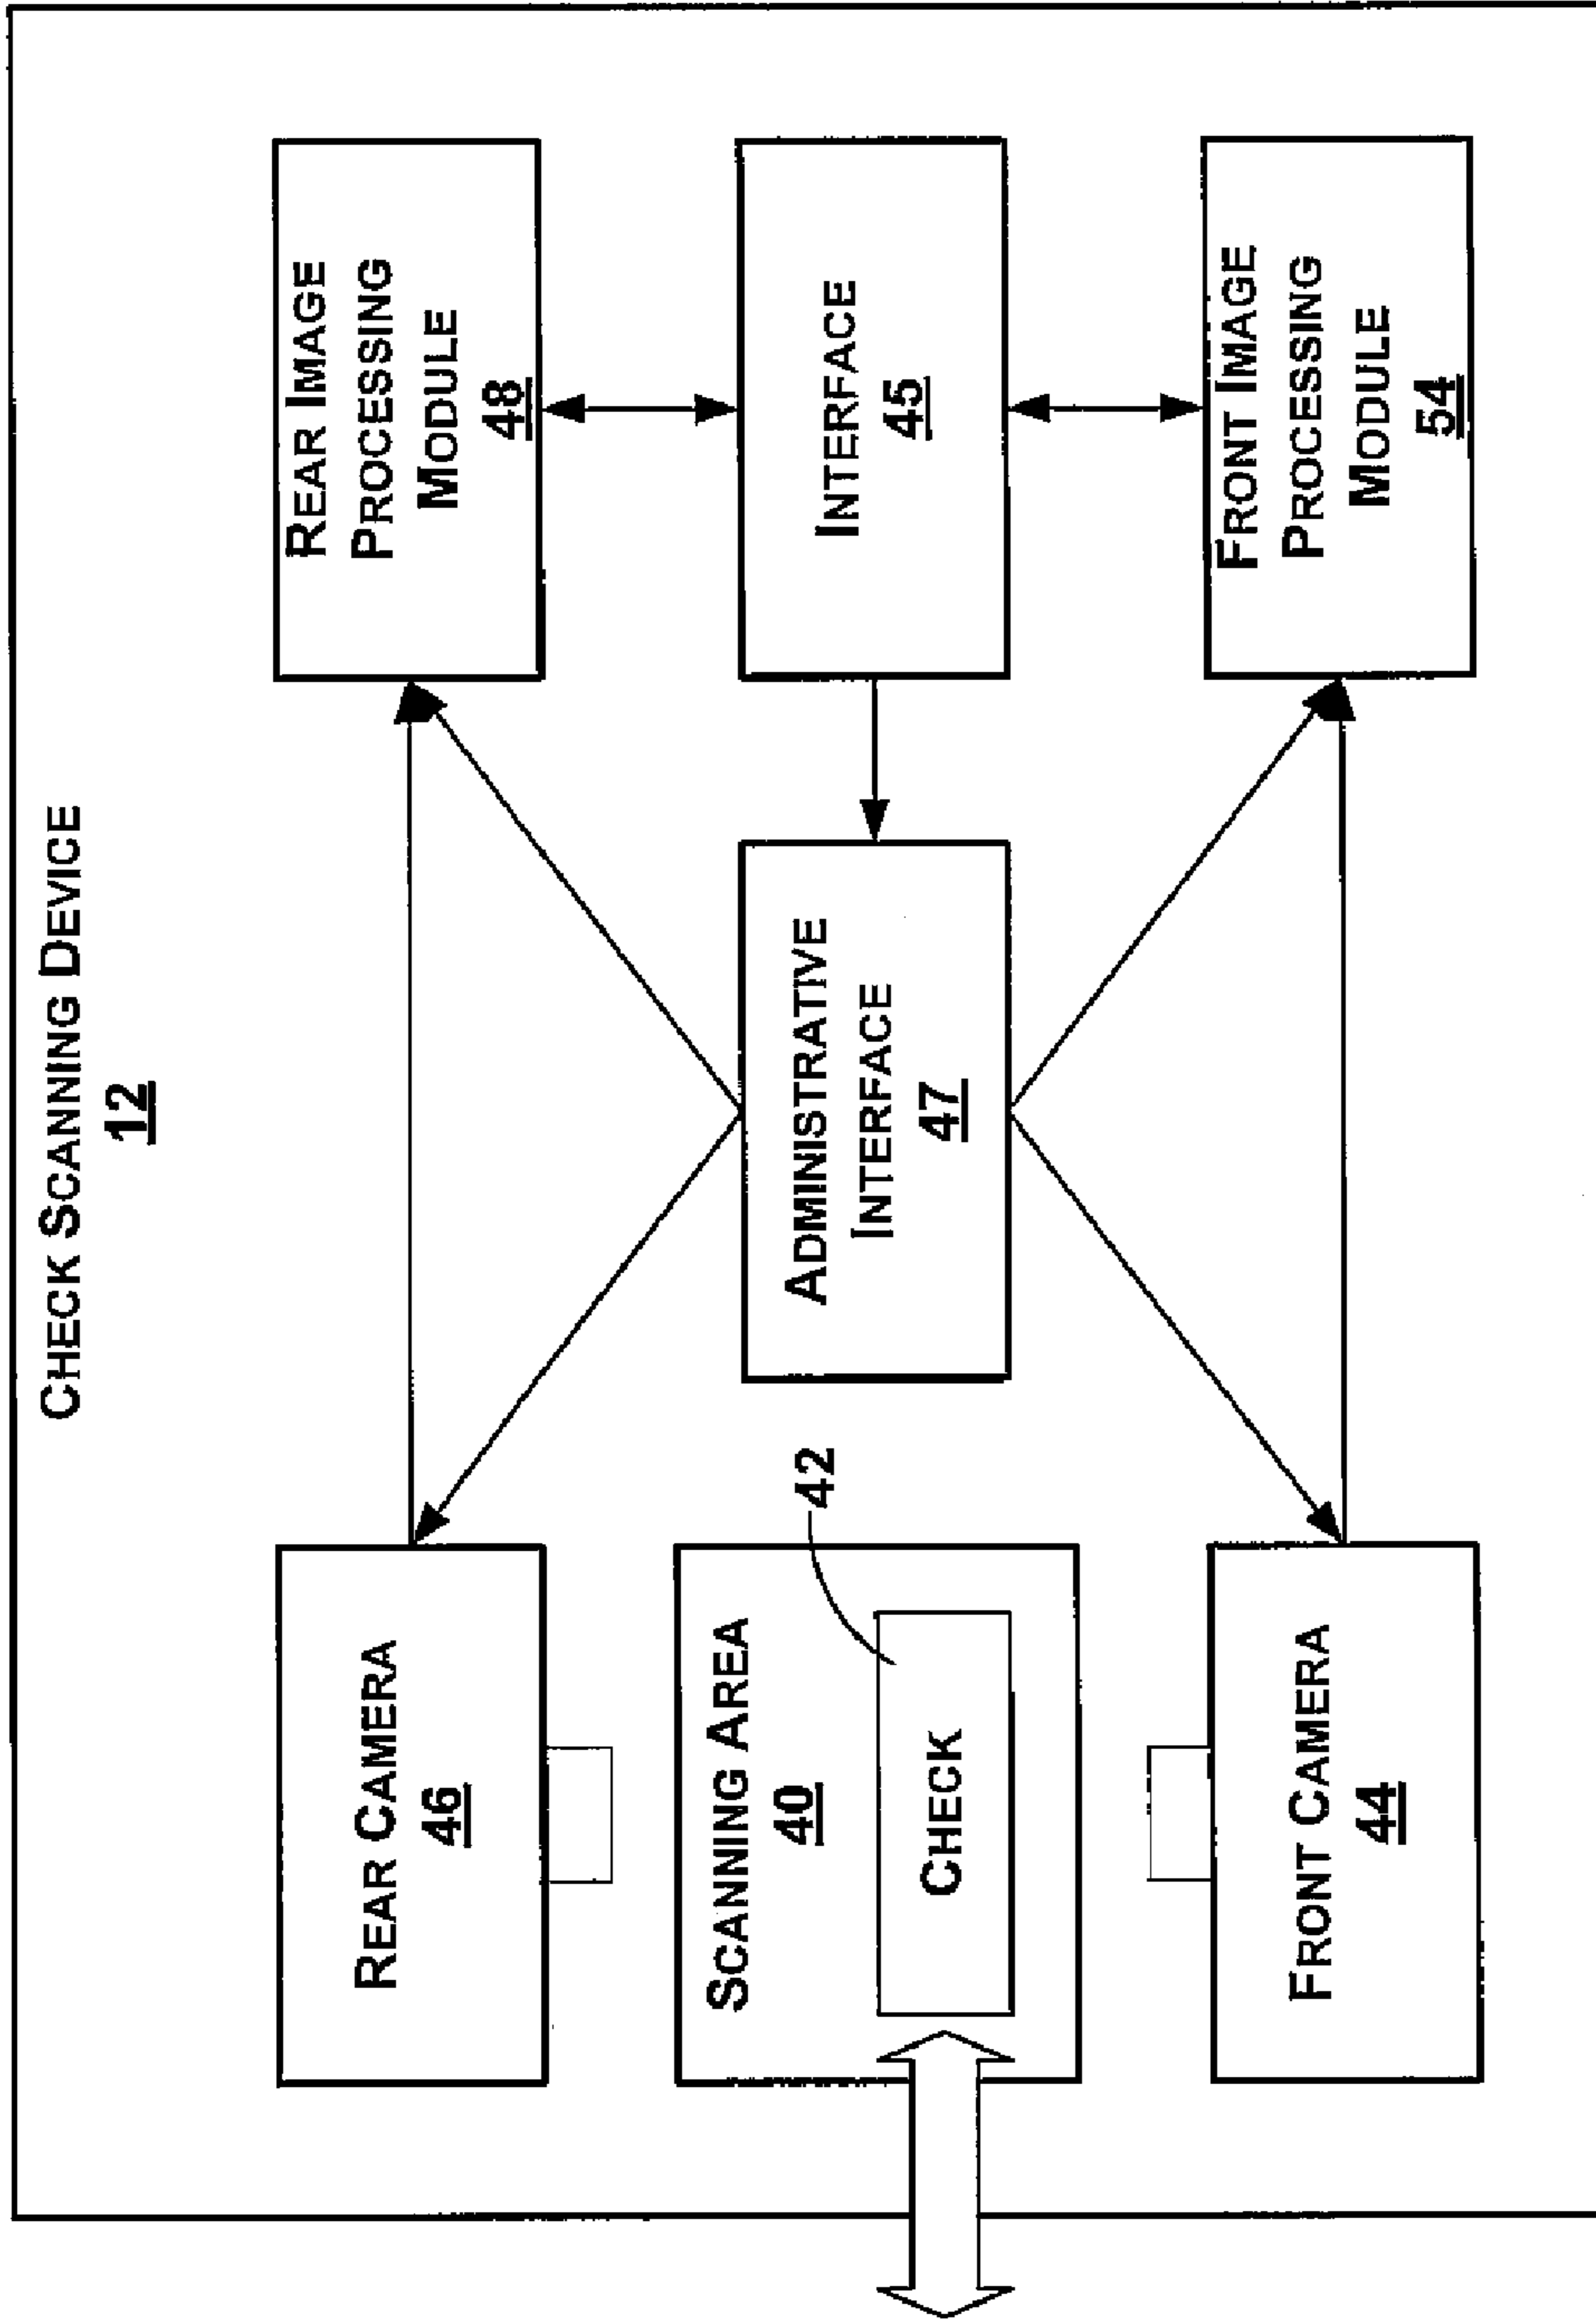 CHECK SCANNING DEVICE
12
REAR CAMERA
46
REAR IMAGE
PROCESSING
MODULE
48
SCANNING AREA
40
CHECK
42
ADMINISTRATIVE
INTERFACE
47
INTERFACE
45
FRONT CAMERA
44
FRONT IMAGE
PROCESSING
MODULE
54